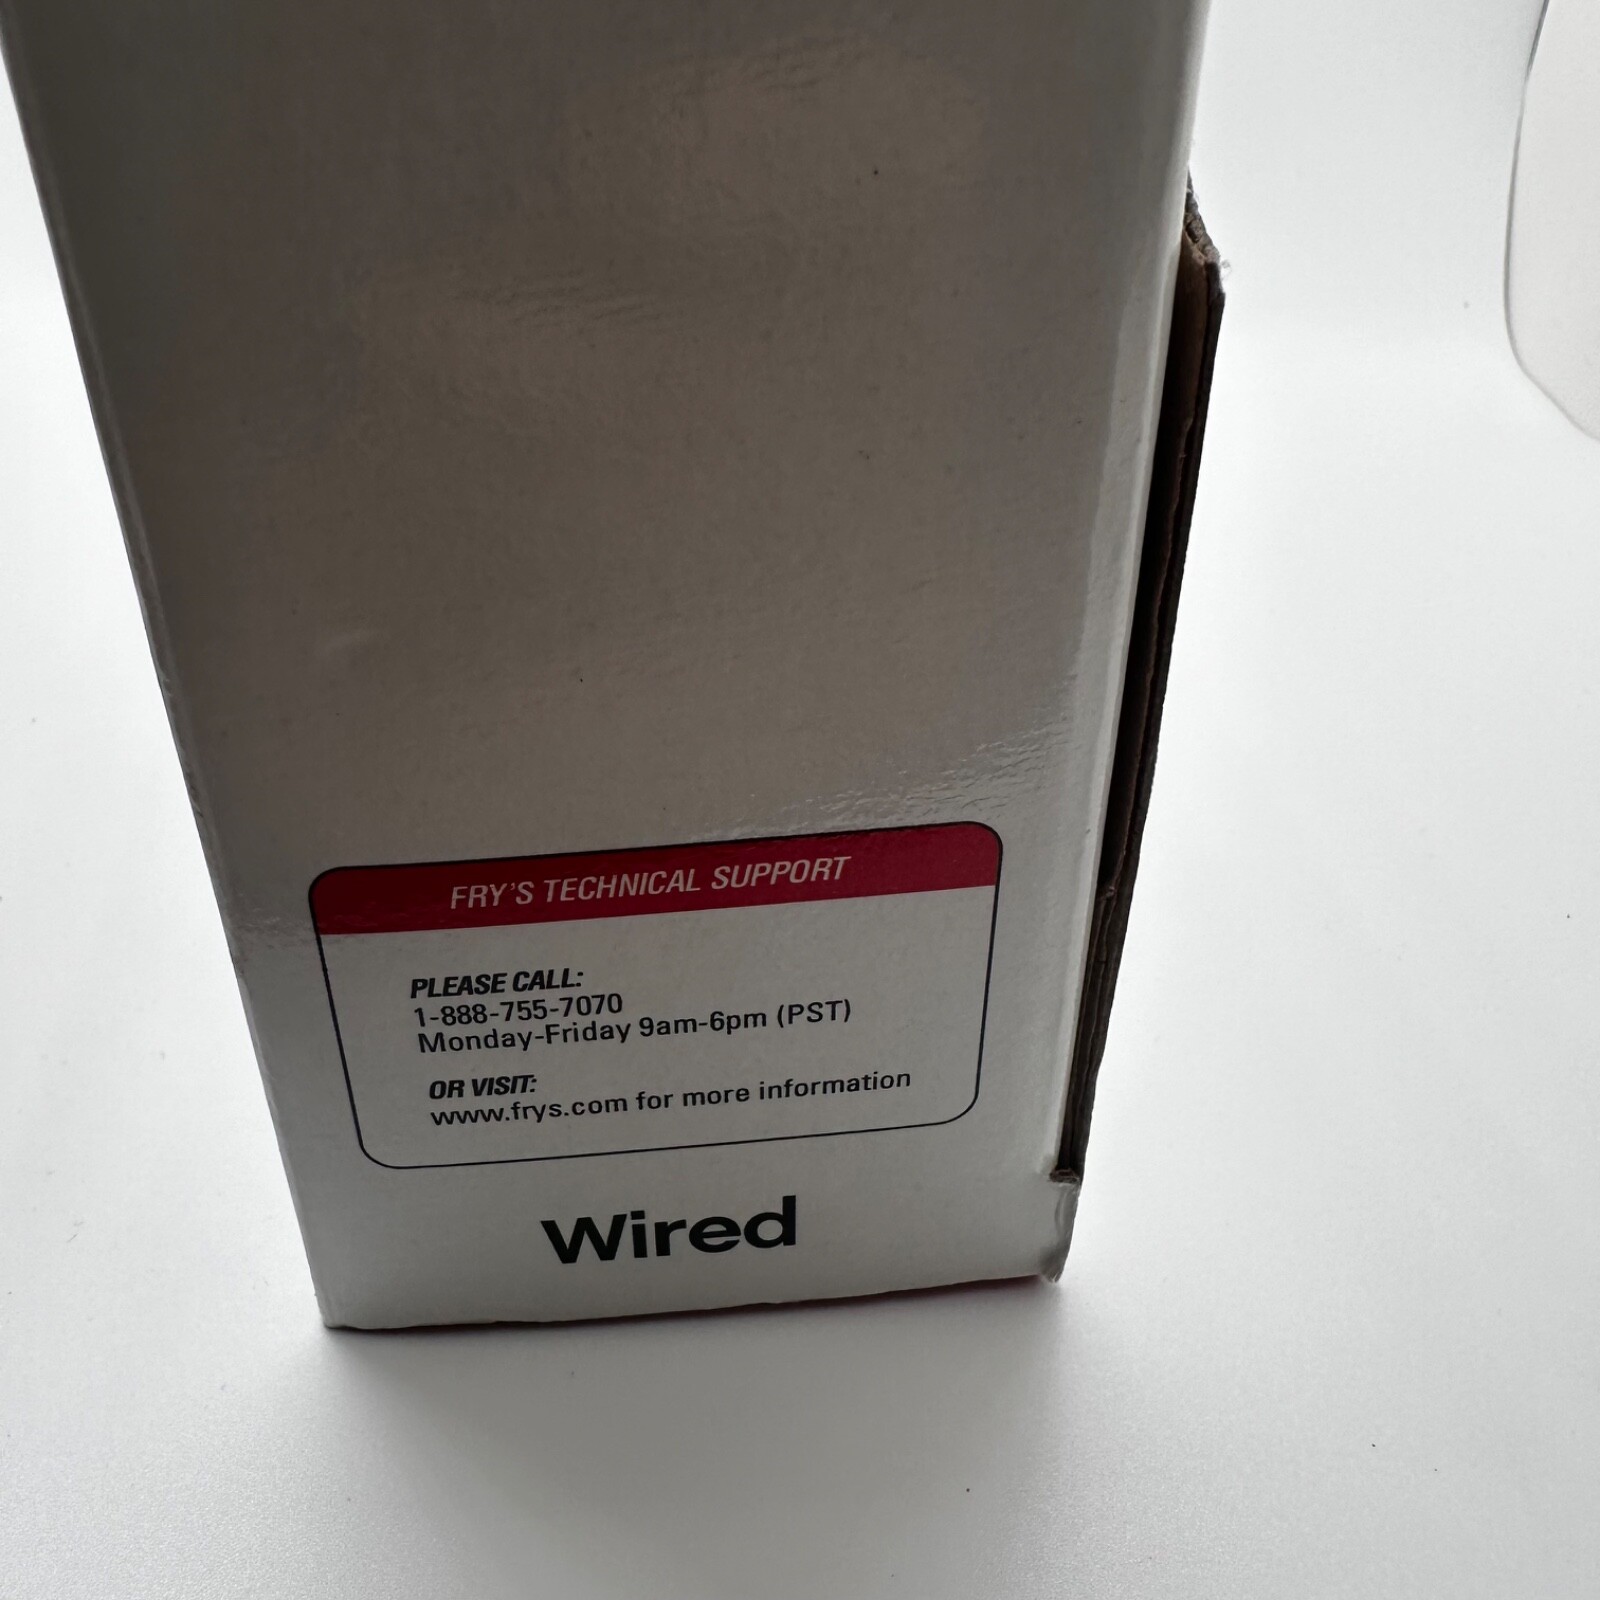 FRY'S TECHNICAL SUPPORT
PLEASE CALL:
1-888-755-7070
Monday-Friday 9am-6pm (PST)
OR VISIT:
www.frys.com for more information
Wired